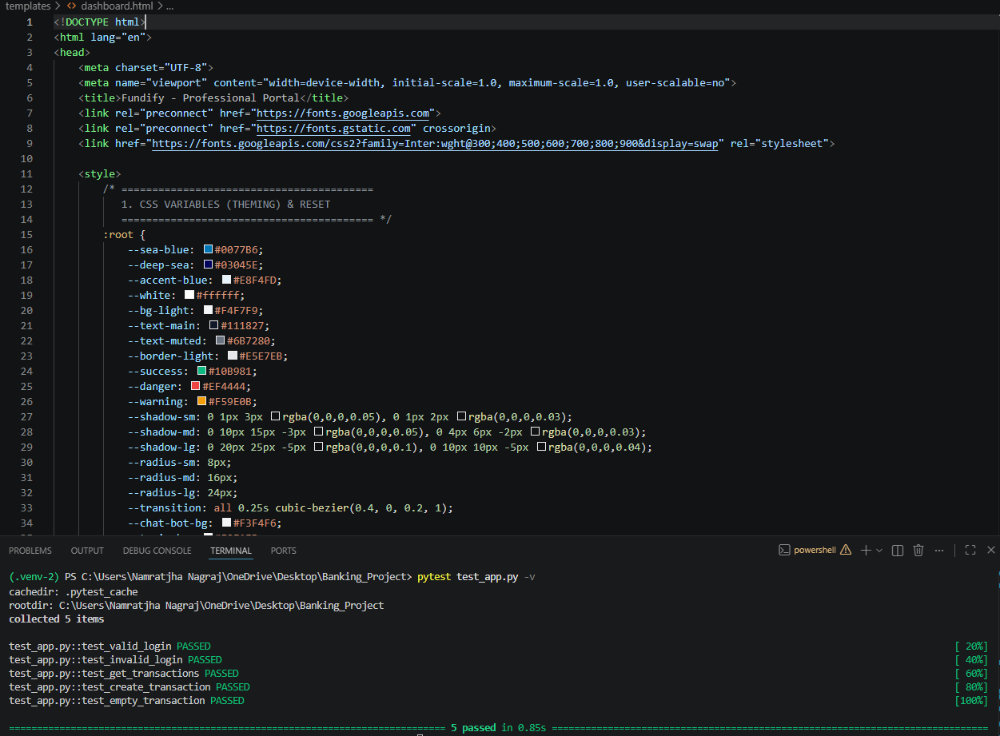 templates > <> dashboard.html > ...
1 <!DOCTYPE html>
2 <html lang="en">
3 <head>
4 <meta charset="UTF-8">
5 <meta name="viewport" content="width=device-width, initial-scale=1.0, maximum-scale=1.0, user-scalable=no">
6 <title>Fundify - Professional Portal</title>
7 <link rel="preconnect" href="https://fonts.googleapis.com">
8 <link rel="preconnect" href="https://fonts.gstatic.com" crossorigin>
9 <link href="https://fonts.googleapis.com/css2?family=Inter:wght@300;400;500;600;700;800;900&display=swap" rel="stylesheet">
10
11 <style>
12 /* =========================================
13 1. CSS VARIABLES (THEMING) & RESET
14 ========================================= */
15 :root {
16 --sea-blue: #0077B6;
17 --deep-sea: #03045E;
18 --accent-blue: #E8F4FD;
19 --white: #ffffff;
20 --bg-light: #F4F7F9;
21 --text-main: #111827;
22 --text-muted: #6B7280;
23 --border-light: #E5E7EB;
24 --success: #10B981;
25 --danger: #EF4444;
26 --warning: #F59E0B;
27 --shadow-sm: 0 1px 3px rgba(0,0,0,0.05), 0 1px 2px rgba(0,0,0,0.03);
28 --shadow-md: 0 10px 15px -3px rgba(0,0,0,0.05), 0 4px 6px -2px rgba(0,0,0,0.03);
29 --shadow-lg: 0 20px 25px -5px rgba(0,0,0,0.1), 0 10px 10px -5px rgba(0,0,0,0.04);
30 --radius-sm: 8px;
31 --radius-md: 16px;
32 --radius-lg: 24px;
33 --transition: all 0.25s cubic-bezier(0.4, 0, 0.2, 1);
34 --chat-bot-bg: #F3F4F6;
PROBLEMS OUTPUT DEBUG CONSOLE TERMINAL PORTS powershell
(.venv-2) PS C:\Users\Namratjha Nagraj\OneDrive\Desktop\Banking_Project> pytest test_app.py -v
cachedir: .pytest_cache
rootdir: C:\Users\Namratjha Nagraj\OneDrive\Desktop\Banking_Project
collected 5 items
test_app.py::test_valid_login PASSED [ 20%]
test_app.py::test_invalid_login PASSED [ 40%]
test_app.py::test_get_transactions PASSED [ 60%]
test_app.py::test_create_transaction PASSED [ 80%]
test_app.py::test_empty_transaction PASSED [100%]
5 passed in 0.85s